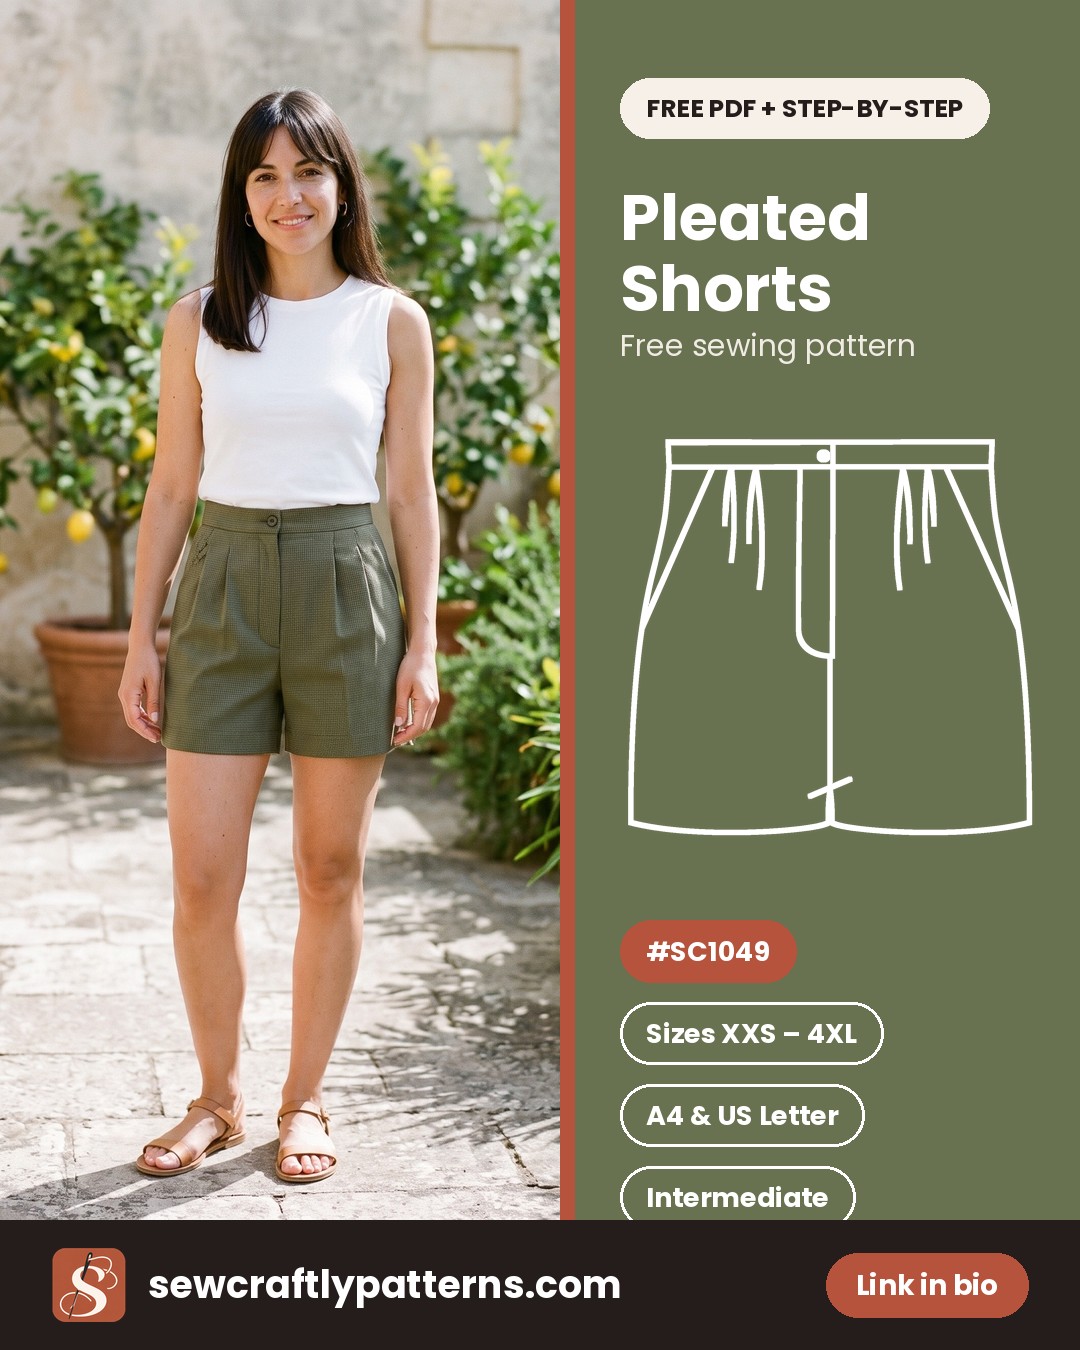 FREE PDF + STEP-BY-STEP
Pleated
Shorts
Free sewing pattern
#SC1049
Sizes XXS – 4XL
A4 & US Letter
Intermediate
S
sewcraftlypatterns.com
Link in bio